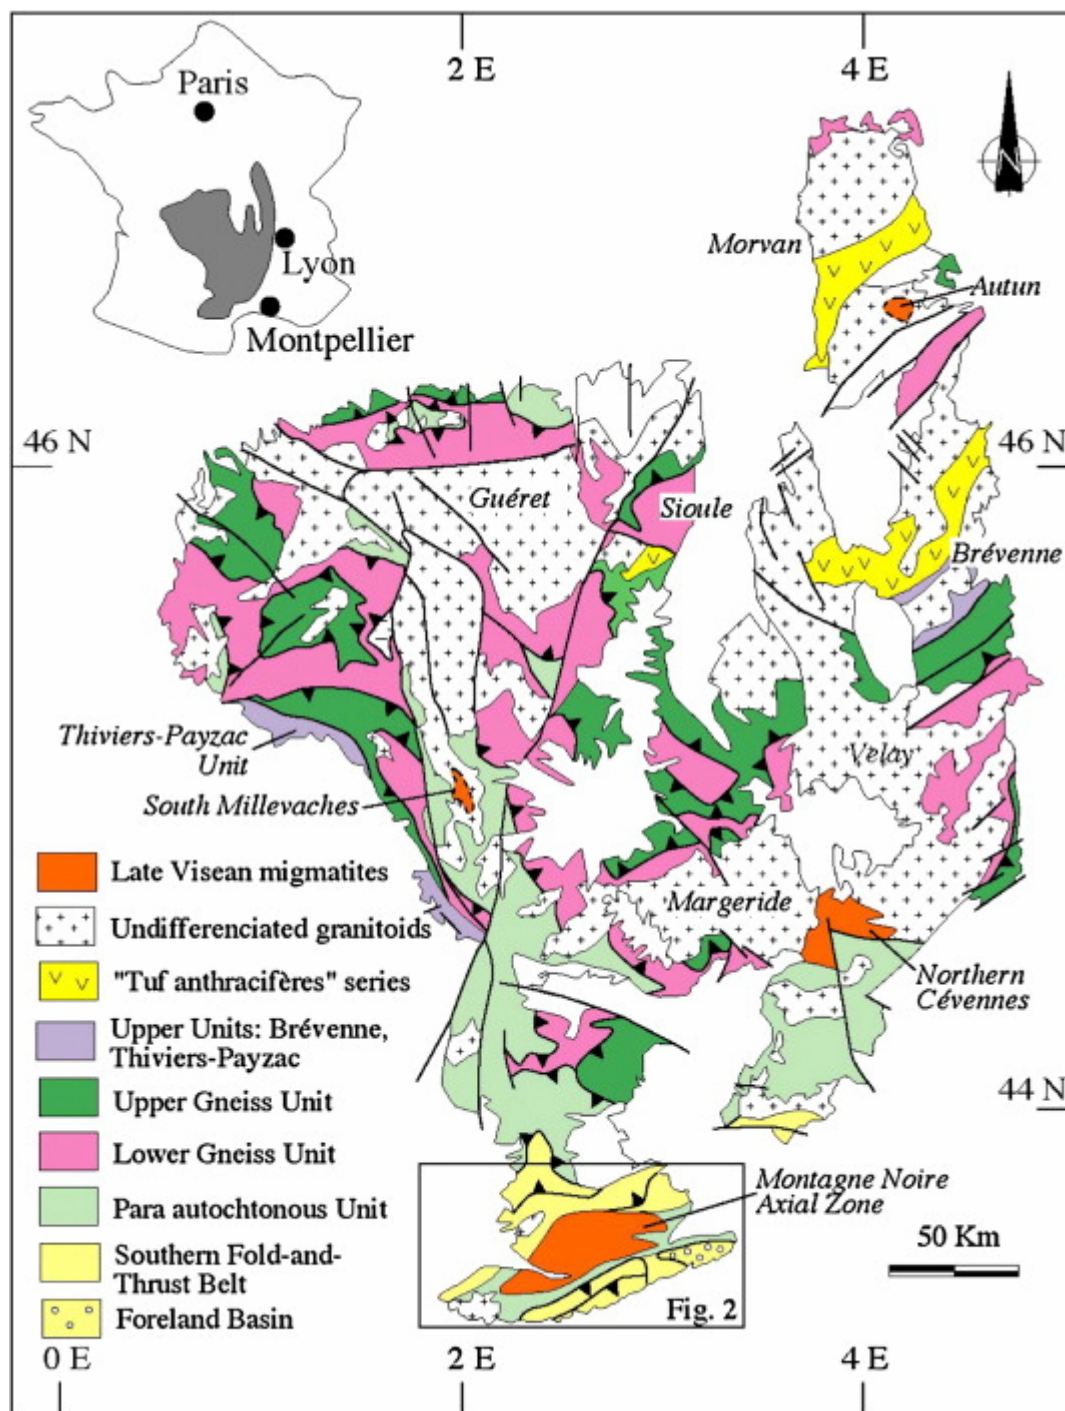 2 E
4 E
Paris
Lyon
Montpellier
N
Morvan
Autun
46 N
46 N
Guéret
Sioule
Brévenne
Thiviers-Payzac
Unit
South Millevaches
Velay
Margeride
Northern
Cévennes
Late Visean migmatites
Undifferenciated granitoids
"Tuf anthracifères" series
Upper Units: Brévenne,
Thiviers-Payzac
Upper Gneiss Unit
Lower Gneiss Unit
Para autochtonous Unit
Southern Fold-and-
Thrust Belt
Foreland Basin
44 N
Montagne Noire
Axial Zone
50 Km
Fig. 2
0 E
2 E
4 E